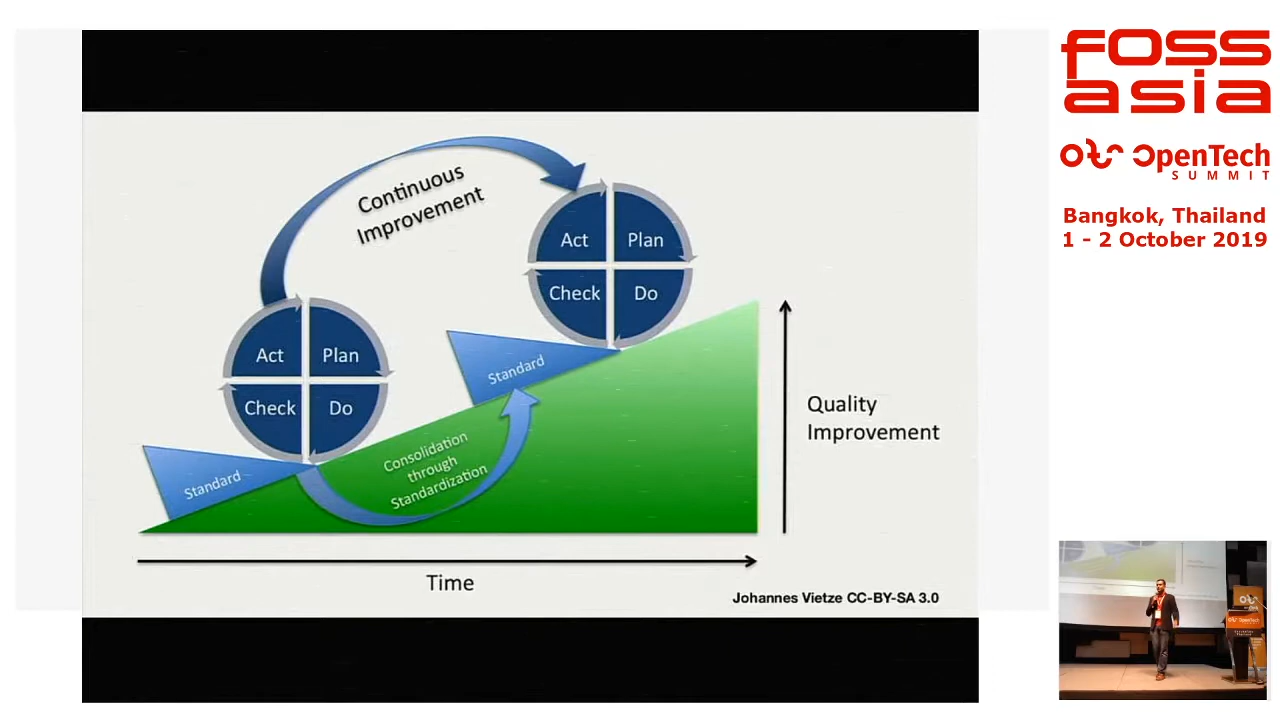 Continuous
Improvement
Act
Plan
Check
Do
Act
Plan
Check
Do
Standard
Standard
Consolidation
through
Standardization
Quality
Improvement
Time
Johannes Vietze CC-BY-SA 3.0
FOSS
asia
OpenTech
SUMMIT
Bangkok, Thailand
1 - 2 October 2019
OpenTech